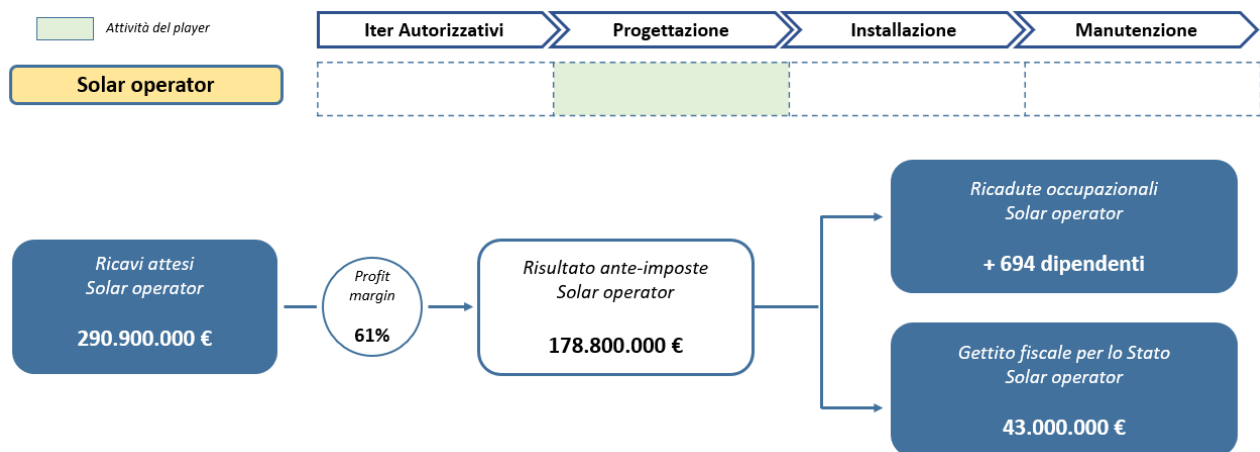 Attività del player
Iter Autorizzativi
Progettazione
Installazione
Manutenzione
Solar operator
Ricavi attesi
Solar operator
290.900.000 €
Profit
margin
61%
Risultato ante-imposte
Solar operator
178.800.000 €
Ricadute occupazionali
Solar operator
+ 694 dipendenti
Gettito fiscale per lo Stato
Solar operator
43.000.000 €